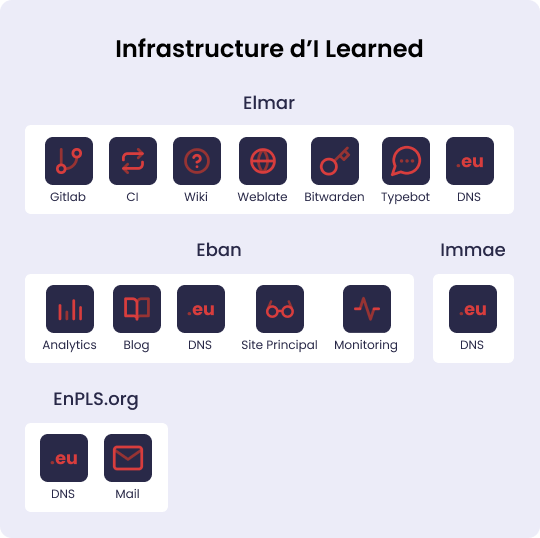 Infrastructure d’I Learned
Elmar
.eu
Gitlab CI Wiki Weblate Bitwarden Typebot DNS
Eban Immae
.eu .eu
Analytics Blog DNS Site Principal Monitoring DNS
EnPLS.org
.eu
DNS Mail